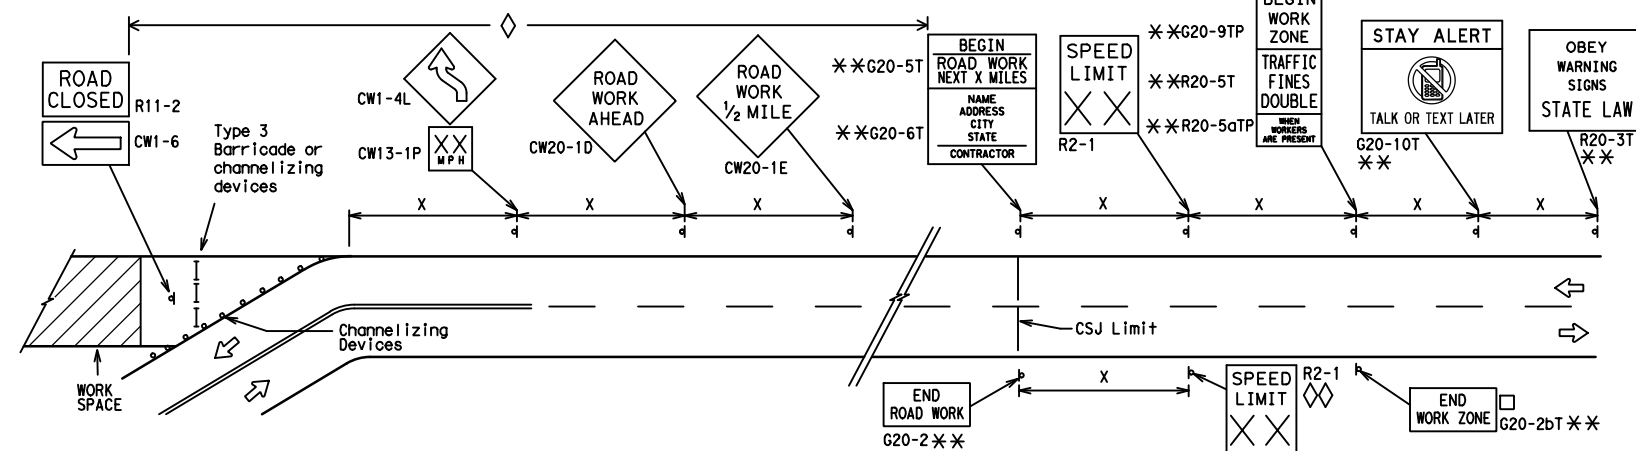 ROAD
CLOSED
R11-2
CW1-6
Type 3
Barricade or
channelizing
devices
CW1-4L
XX
MPH
CW13-1P
ROAD
WORK
AHEAD
CW20-1D
ROAD
WORK
1/2 MILE
CW20-1E
**G20-5T
BEGIN
ROAD WORK
NEXT X MILES
**G20-6T
NAME
ADDRESS
CITY
STATE
CONTRACTOR
SPEED
LIMIT
XX
R2-1
**G20-9TP
BEGIN
WORK
ZONE
**R20-5T
TRAFFIC
FINES
DOUBLE
**R20-5aTP
WHEN
WORKERS
ARE PRESENT
STAY ALERT
TALK OR TEXT LATER
G20-10T
**
OBEY
WARNING
SIGNS
STATE LAW
R20-3T
**
X
X
X
X
X
X
X
Channelizing
Devices
WORK
SPACE
CSJ Limit
END
ROAD WORK
G20-2**
X
SPEED
LIMIT
XX
R2-1
END
WORK ZONE
G20-2bT**